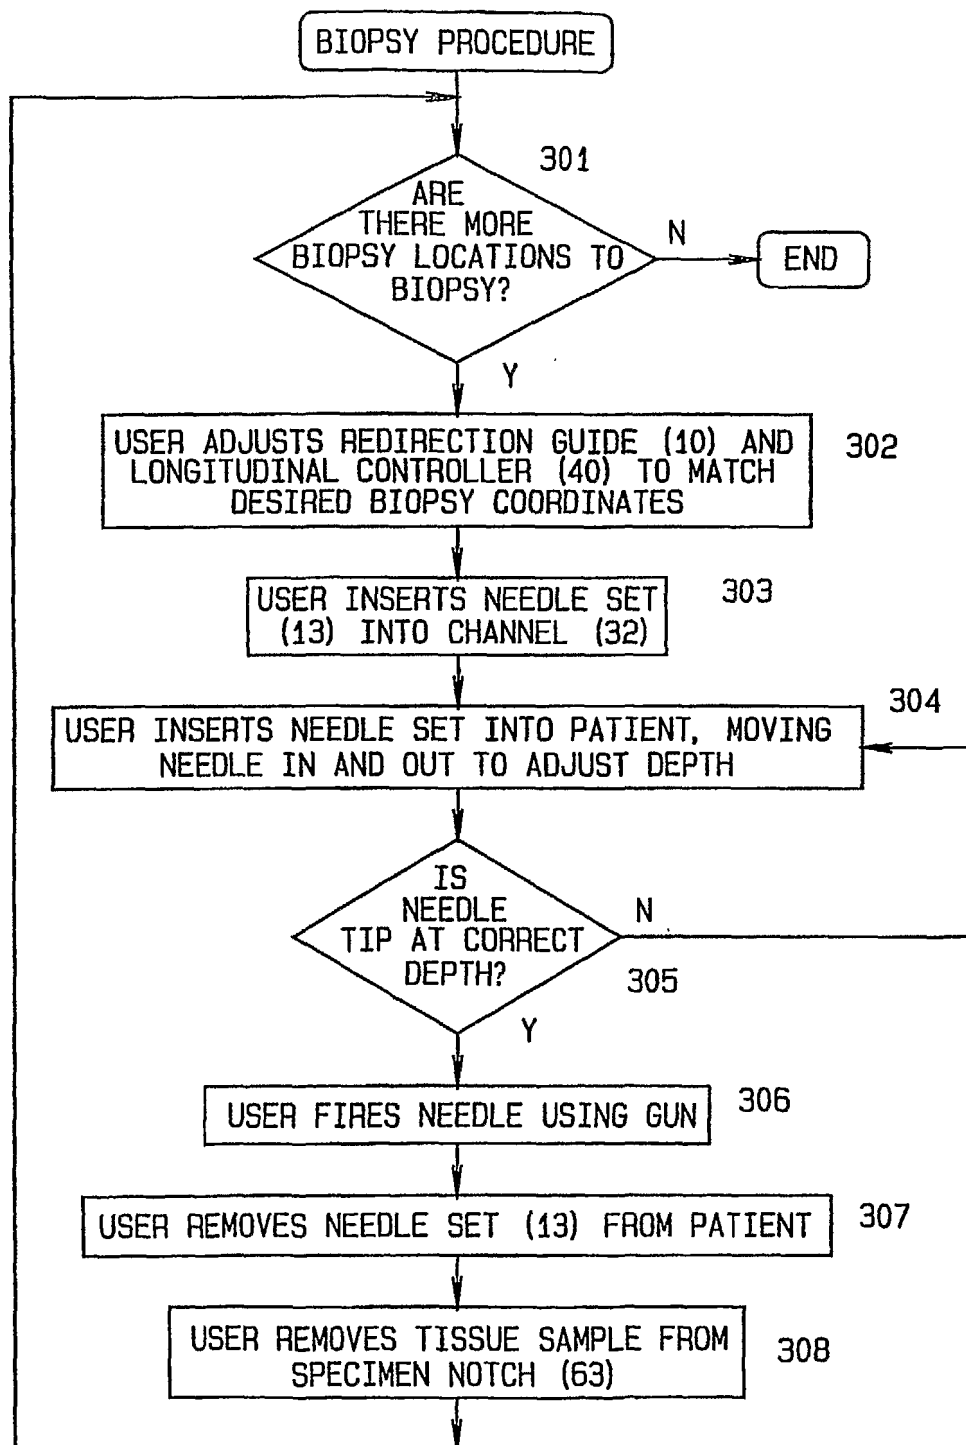 BIOPSY PROCEDURE
301
ARE
THERE MORE
BIOPSY LOCATIONS TO
BIOPSY?
N
END
Y
USER ADJUSTS REDIRECTION GUIDE (10) AND
LONGITUDINAL CONTROLLER (40) TO MATCH
DESIRED BIOPSY COORDINATES
302
USER INSERTS NEEDLE SET
(13) INTO CHANNEL (32)
303
USER INSERTS NEEDLE SET INTO PATIENT, MOVING
NEEDLE IN AND OUT TO ADJUST DEPTH
304
IS
NEEDLE
TIP AT CORRECT
DEPTH?
N
305
Y
USER FIRES NEEDLE USING GUN
306
USER REMOVES NEEDLE SET (13) FROM PATIENT
307
USER REMOVES TISSUE SAMPLE FROM
SPECIMEN NOTCH (63)
308